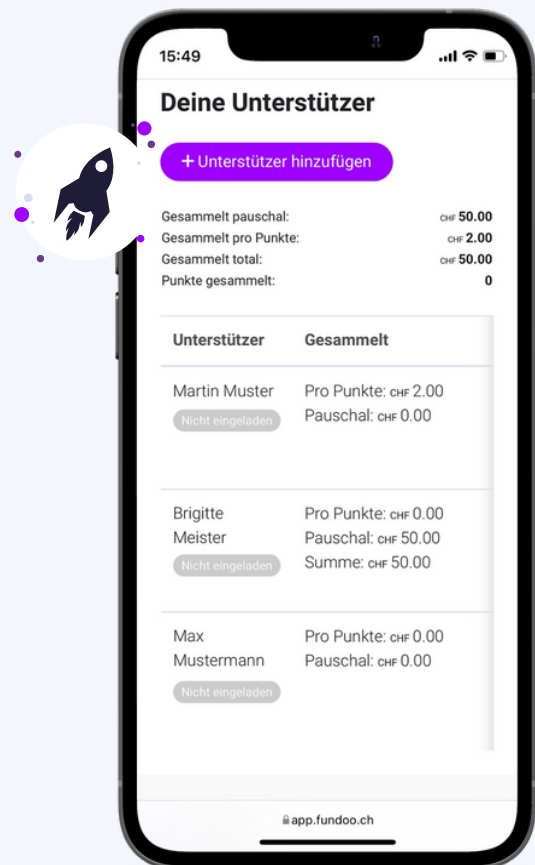 15:49
Deine Unterstützer
+ Unterstützer hinzufügen
Gesammelt pauschal: CHF 50.00
Gesammelt pro Punkte: CHF 2.00
Gesammelt total: CHF 50.00
Punkte gesammelt: 0
Unterstützer Gesammelt
Martin Muster Pro Punkte: CHF 2.00
Nicht eingeladen Pauschal: CHF 0.00
Brigitte Pro Punkte: CHF 0.00
Meister Pauschal: CHF 50.00
Nicht eingeladen Summe: CHF 50.00
Max Pro Punkte: CHF 0.00
Mustermann Pauschal: CHF 0.00
Nicht eingeladen
app.fundoo.ch